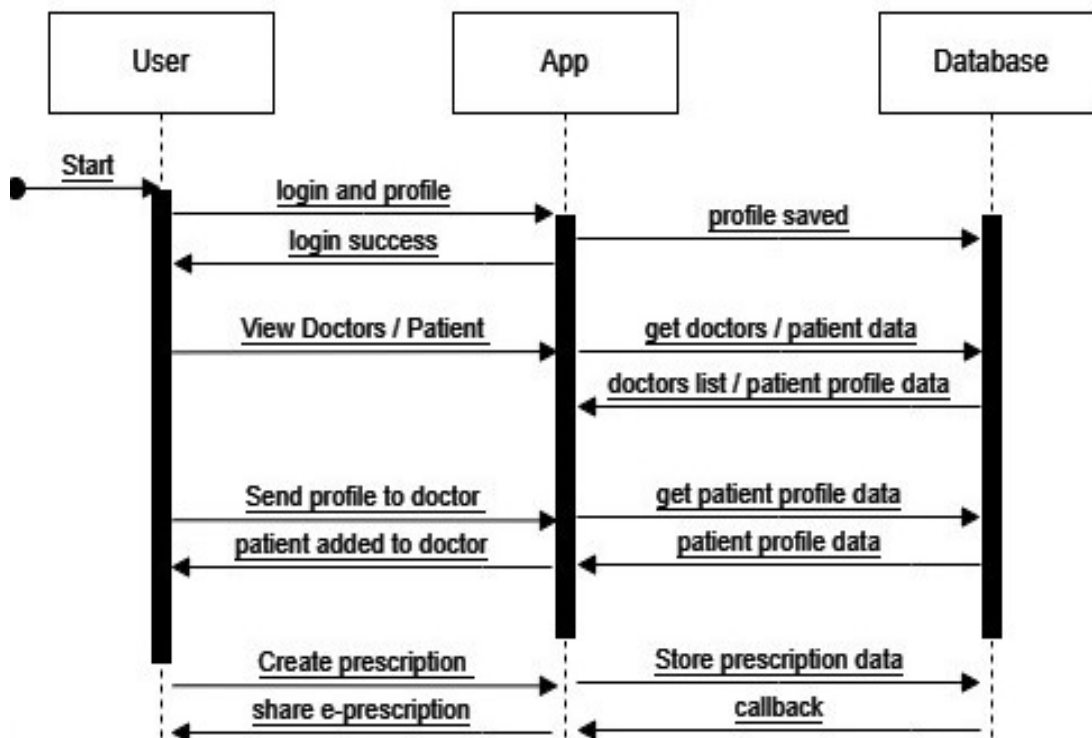 User
App
Database
Start
login and profile
profile saved
login success
View Doctors / Patient
get doctors / patient data
doctors list / patient profile data
Send profile to doctor
get patient profile data
patient added to doctor
patient profile data
Create prescription
Store prescription data
share e-prescription
callback